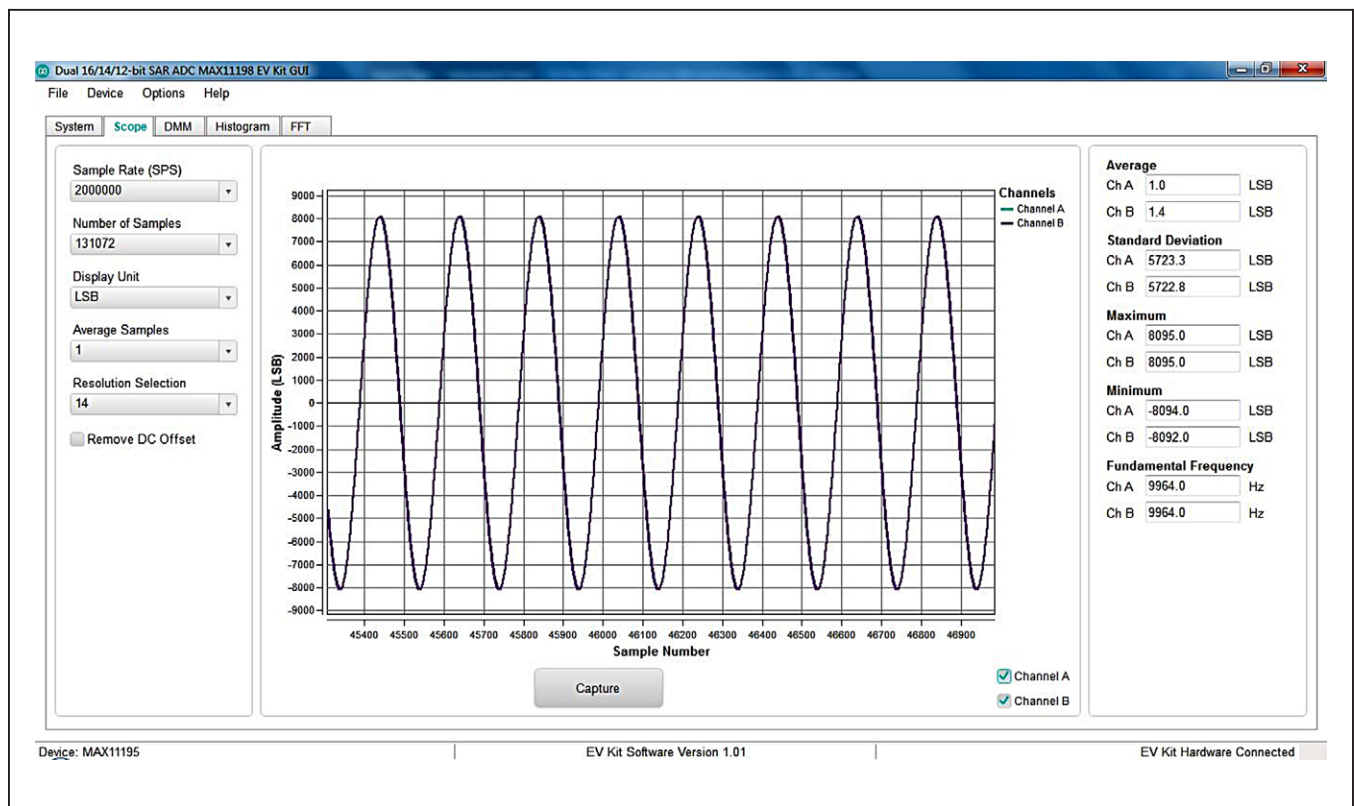 Dual 16/14/12-bit SAR ADC MAX11198 EV Kit GUI
File Device Options Help
System Scope DMM Histogram FFT
Sample Rate (SPS)
2000000
Number of Samples
131072
Display Unit
LSB
Average Samples
1
Resolution Selection
14
Remove DC Offset
Amplitude (LSB)
9000
8000
7000
6000
5000
4000
3000
2000
1000
0
-1000
-2000
-3000
-4000
-5000
-6000
-7000
-8000
-9000
45400 45500 45600 45700 45800 45900 46000 46100 46200 46300 46400 46500 46600 46700 46800 46900
Sample Number
Channels
Channel A
Channel B
Capture
Channel A
Channel B
Average
Ch A 1.0 LSB
Ch B 1.4 LSB
Standard Deviation
Ch A 5723.3 LSB
Ch B 5722.8 LSB
Maximum
Ch A 8095.0 LSB
Ch B 8095.0 LSB
Minimum
Ch A -8094.0 LSB
Ch B -8092.0 LSB
Fundamental Frequency
Ch A 9964.0 Hz
Ch B 9964.0 Hz
Device: MAX11195 EV Kit Software Version 1.01 EV Kit Hardware Connected